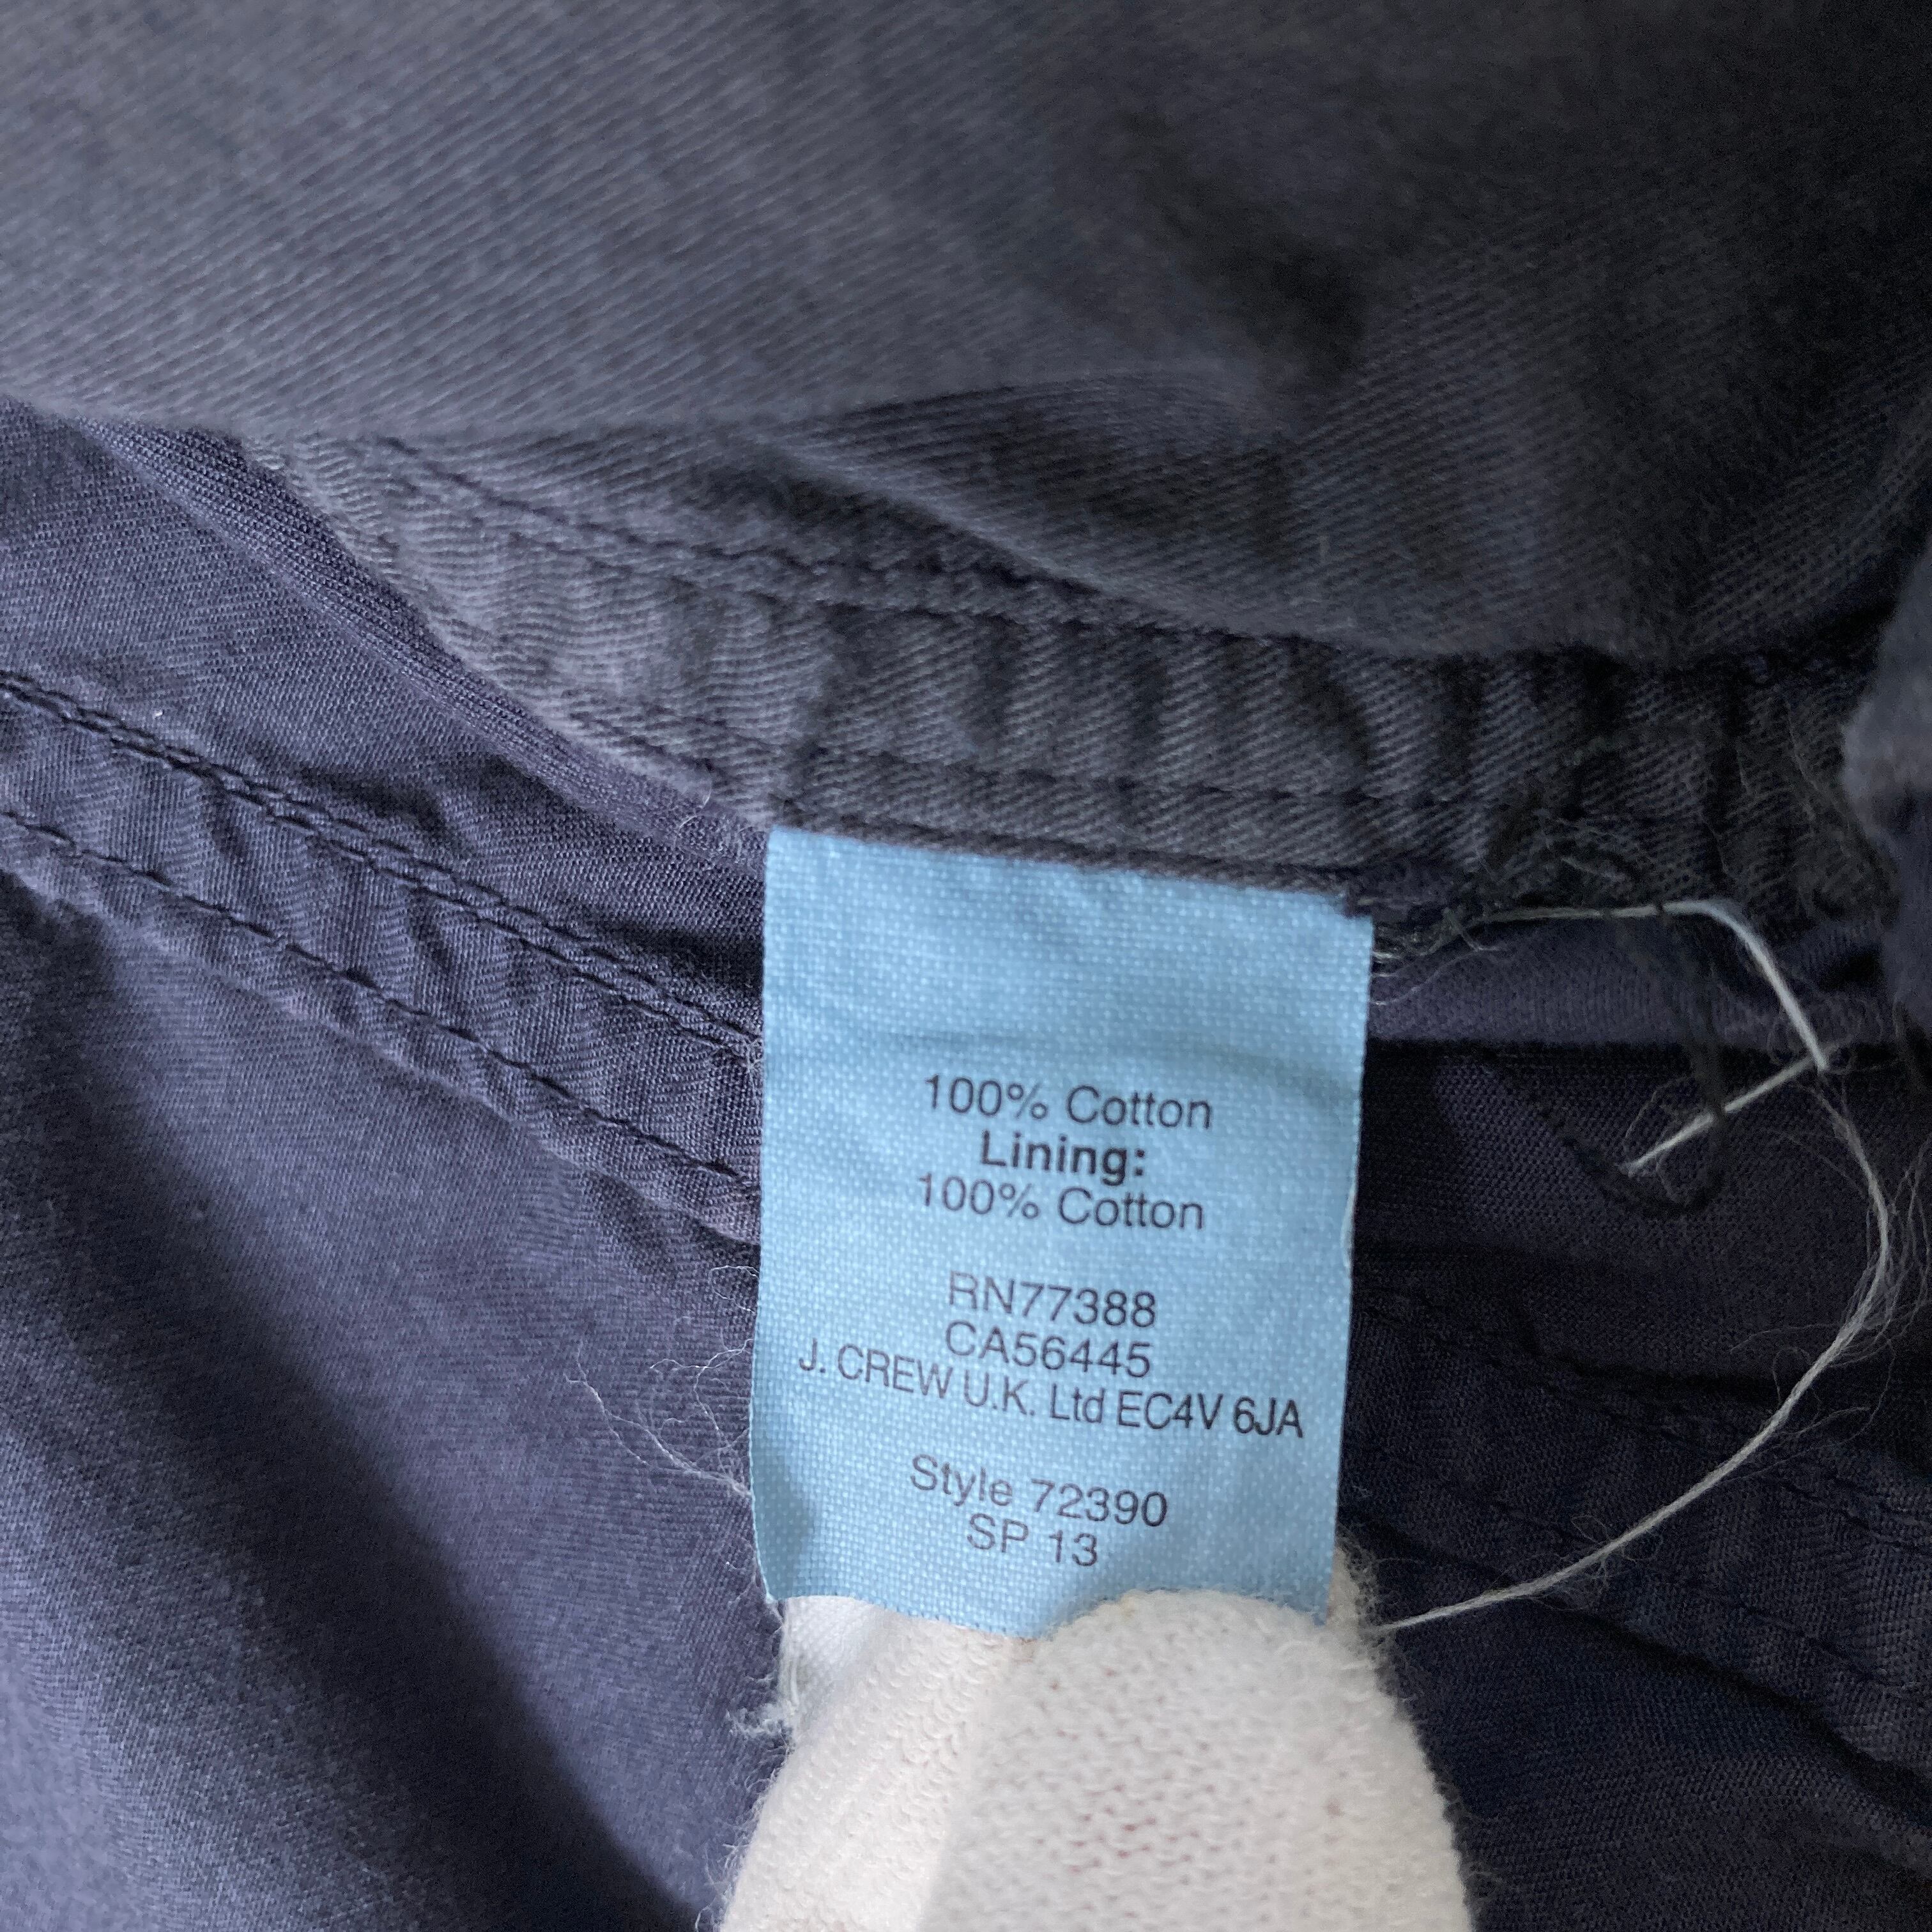 100% Cotton
Lining:
100% Cotton
RN77388
CA56445
J. CREW U.K. Ltd EC4V 6JA
Style 72390
SP 13